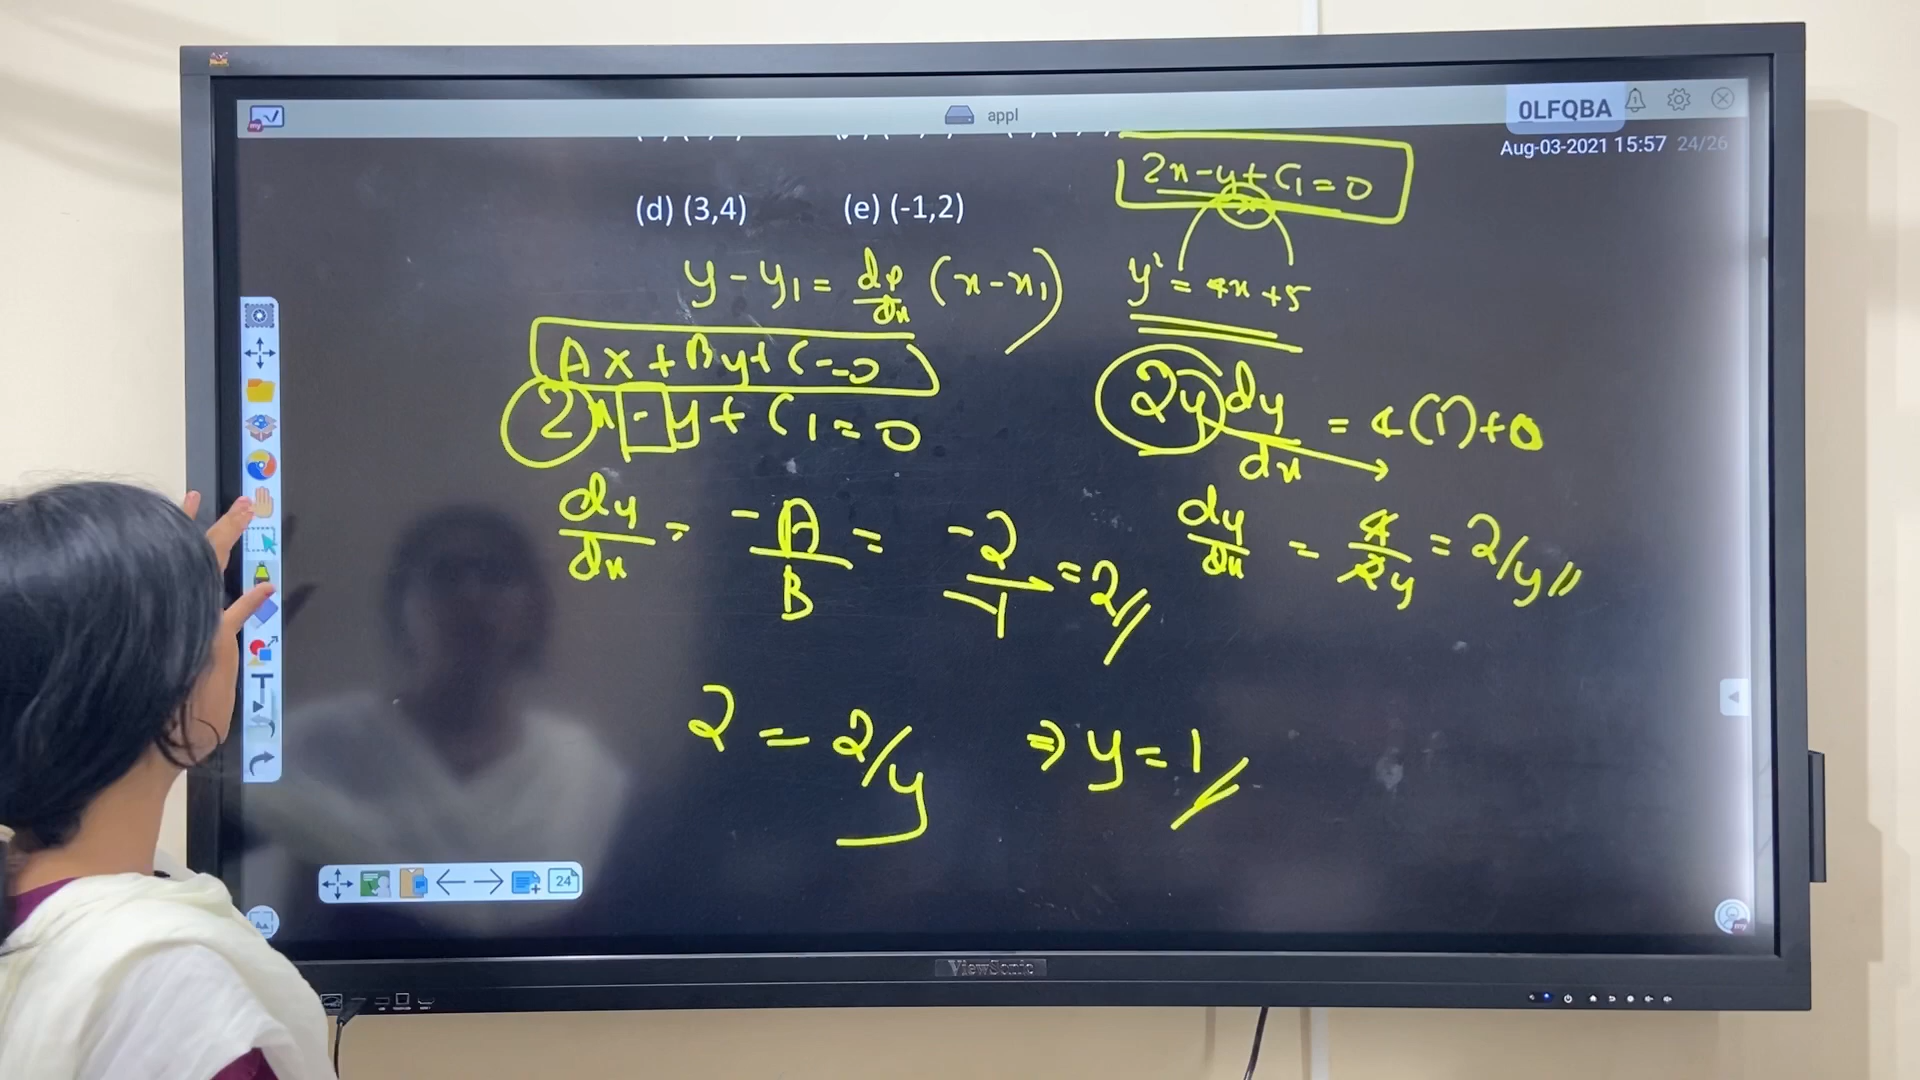 appl
0LFQBA
Aug-03-2021 15:57 24/26
2x-y+C1=0
(d) (3,4) (e) (-1,2)
y-y1= dy/dx (x-x1)
y²=4x+5
Ax+By+C=0
2x-y+C1=0
2y dy/dx = 4(1)+0
dy/dx = -A/B = -2/-1 =2//
dy/dx = 4/2y = 2/y//
2=2/y ⇒ y=1//
24
ViewSonic